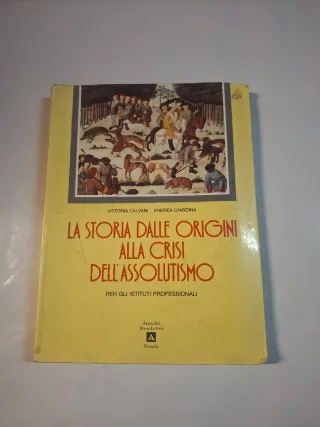 VITTORIA CALVANI ANDREA GIARDINA
LA STORIA DALLE ORIGINI
ALLA CRISI
DELL'ASSOLUTISMO
PER GLI ISTITUTI PROFESSIONALI
Arnoldo
Mondadori
A
Scuola